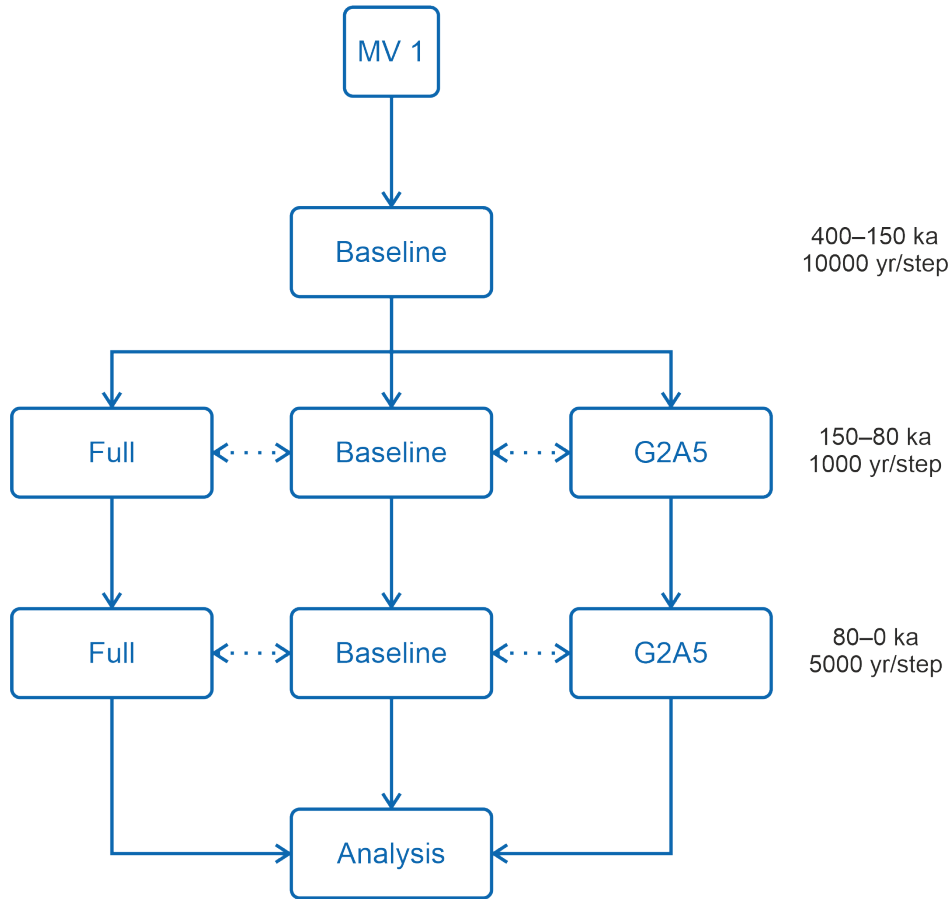 MV 1
Baseline
400–150 ka
10000 yr/step
Full
Baseline
G2A5
150–80 ka
1000 yr/step
Full
Baseline
G2A5
80–0 ka
5000 yr/step
Analysis